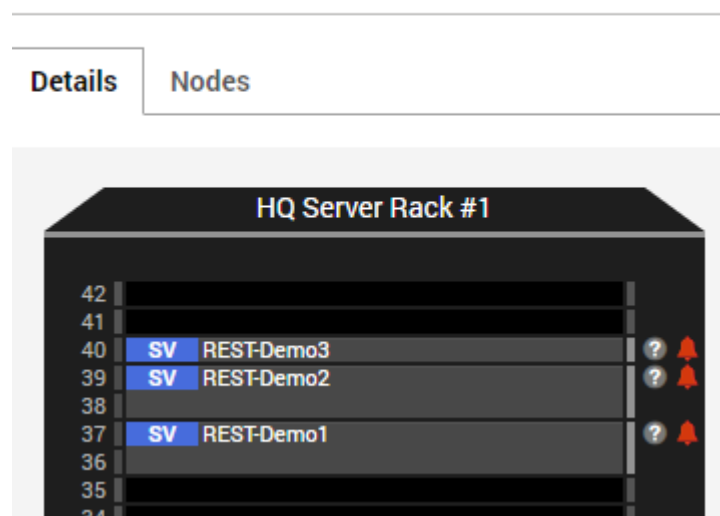 Details Nodes
HQ Server Rack #1
42
41
40 SV REST-Demo3 ?
39 SV REST-Demo2 ?
38
37 SV REST-Demo1 ?
36
35
34